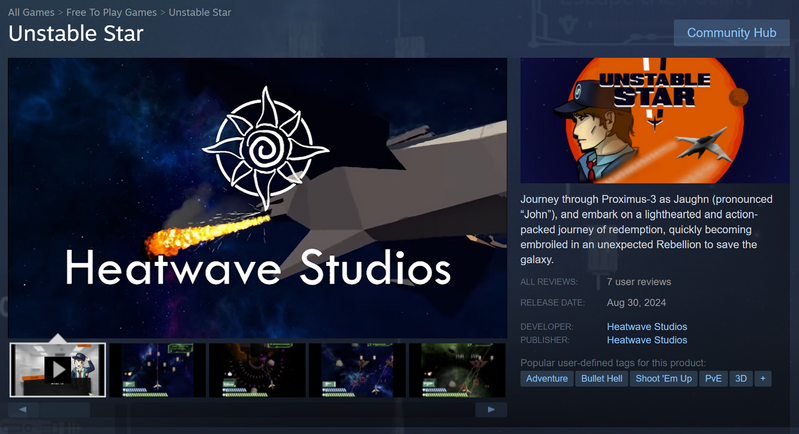 All Games > Free To Play Games > Unstable Star
Unstable Star
Community Hub
Heatwave Studios
UNSTABLE
STAR
Journey through Proximus-3 as Jaughn (pronounced
“John”), and embark on a lighthearted and action-
packed journey of redemption, quickly becoming
embroiled in an unexpected Rebellion to save the
galaxy.
ALL REVIEWS: 7 user reviews
RELEASE DATE: Aug 30, 2024
DEVELOPER: Heatwave Studios
PUBLISHER: Heatwave Studios
Popular user-defined tags for this product:
Adventure Bullet Hell Shoot 'Em Up PvE 3D +